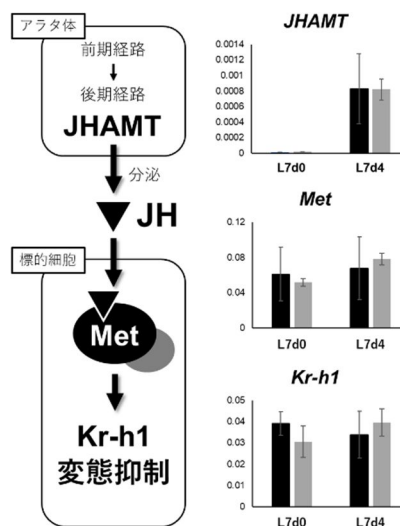 アラタ体
前期経路
後期経路
JHAMT
分泌
JH
標的細胞
Met
Kr-h1
変態抑制
JHAMT
0.0014
0.0012
0.001
0.0008
0.0006
0.0004
0.0002
0
L7d0
L7d4
Met
0.12
0.08
0.04
0
L7d0
L7d4
Kr-h1
0.05
0.04
0.03
0.02
0.01
0
L7d0
L7d4